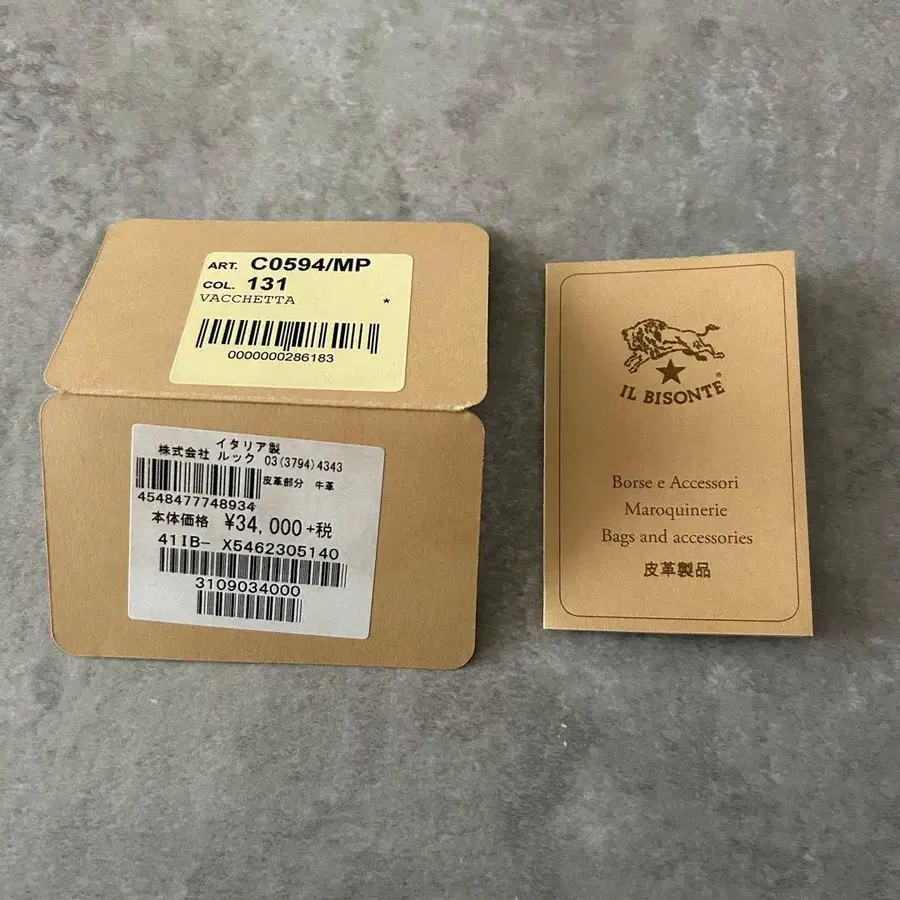 ART. C0594/MP
COL. 131
VACCHETTA *
0000000286183
イタリア製
株式会社 ルック 03(3794)4343
皮革部分 牛革
4548477748934
本体価格 ¥34,000+税
41IB- X5462305140
3109034000
IL BISONTE®
Borse e Accessori
Maroquinerie
Bags and accessories
皮革製品